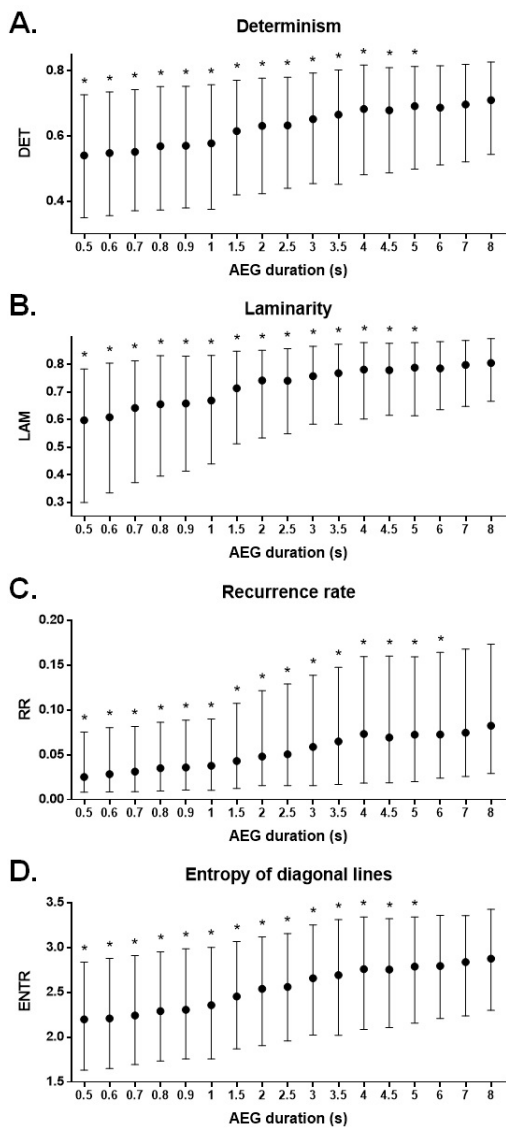 A.
Determinism
* * * * * * * * * * * * * *
0.8
0.6
0.4
DET
0.5 0.6 0.7 0.8 0.9 1 1.5 2 2.5 3 3.5 4 4.5 5 6 7 8
AEG duration (s)
B.
Laminarity
* * * * * * * * * * * * * *
0.8
0.7
0.6
0.5
0.4
0.3
LAM
0.5 0.6 0.7 0.8 0.9 1 1.5 2 2.5 3 3.5 4 4.5 5 6 7 8
AEG duration (s)
C.
Recurrence rate
* * * * * * * * * * * * * * *
0.20
0.15
0.10
0.05
0.00
RR
0.5 0.6 0.7 0.8 0.9 1 1.5 2 2.5 3 3.5 4 4.5 5 6 7 8
AEG duration (s)
D.
Entropy of diagonal lines
* * * * * * * * * * * * * *
3.5
3.0
2.5
2.0
1.5
ENTR
0.5 0.6 0.7 0.8 0.9 1 1.5 2 2.5 3 3.5 4 4.5 5 6 7 8
AEG duration (s)